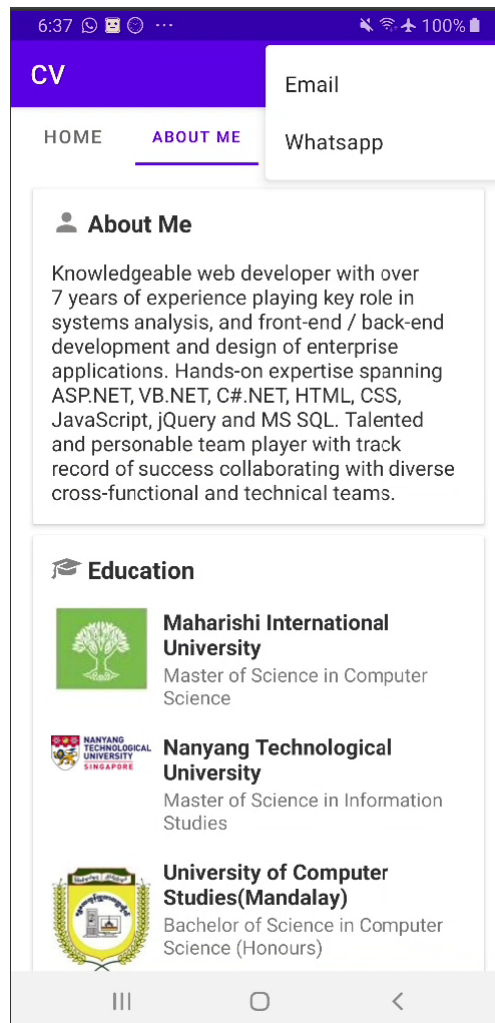 6:37 ··· 100%
CV
Email
Whatsapp
HOME ABOUT ME
About Me
Knowledgeable web developer with over
7 years of experience playing key role in
systems analysis, and front-end / back-end
development and design of enterprise
applications. Hands-on expertise spanning
ASP.NET, VB.NET, C#.NET, HTML, CSS,
JavaScript, jQuery and MS SQL. Talented
and personable team player with track
record of success collaborating with diverse
cross-functional and technical teams.
Education
Maharishi International
University
Master of Science in Computer
Science
NANYANG
TECHNOLOGICAL
UNIVERSITY
SINGAPORE
Nanyang Technological
University
Master of Science in Information
Studies
University of Computer
Studies(Mandalay)
Bachelor of Science in Computer
Science (Honours)